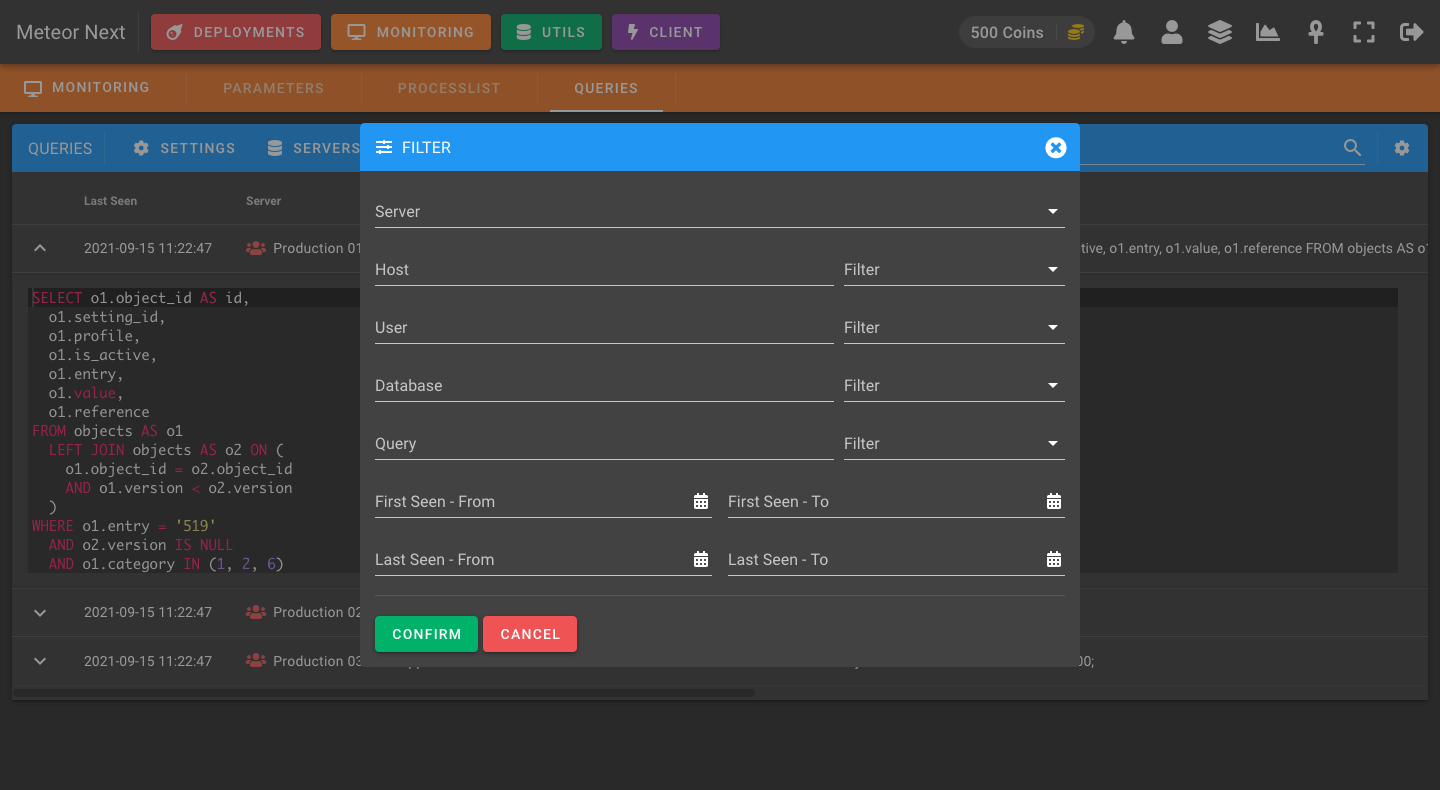 Meteor Next
DEPLOYMENTS
MONITORING
UTILS
CLIENT
500 Coins
MONITORING
PARAMETERS
PROCESSLIST
QUERIES
QUERIES
SETTINGS
SERVERS
FILTER
Last Seen
Server
2021-09-15 11:22:47
Production 01
tive, o1.entry, o1.value, o1.reference FROM objects AS o1
SELECT o1.object_id AS id,
o1.setting_id,
o1.profile,
o1.is_active,
o1.entry,
o1.value,
o1.reference
FROM objects AS o1
LEFT JOIN objects AS o2 ON (
o1.object_id = o2.object_id
AND o1.version < o2.version
)
WHERE o1.entry = '519'
AND o2.version IS NULL
AND o1.category IN (1, 2, 6)
2021-09-15 11:22:47
Production 02
2021-09-15 11:22:47
Production 03
00;
Server
Host
Filter
User
Filter
Database
Filter
Query
Filter
First Seen - From
First Seen - To
Last Seen - From
Last Seen - To
CONFIRM
CANCEL